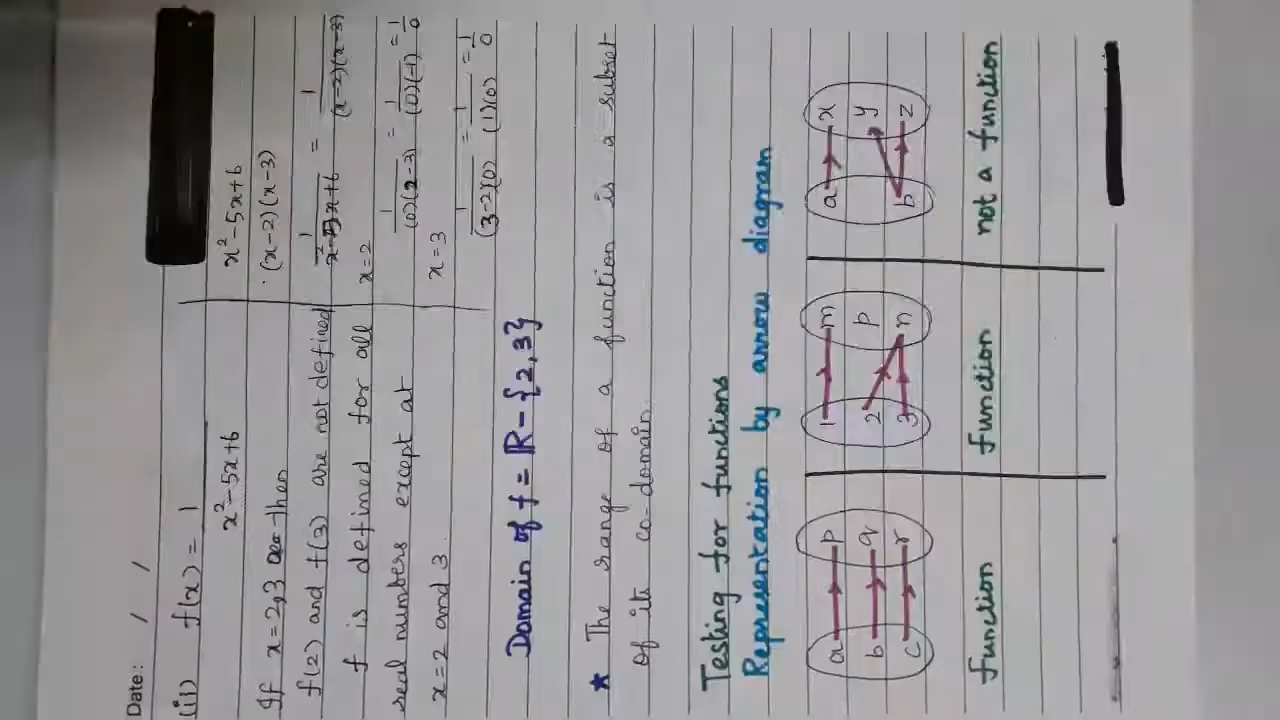 Date: / /
(ii) f(x) = 1
x² - 5x + 6
If x = 2, 3 then
f(2) and f(3) are not defined
f is defined for all
real numbers except at
x = 2 and 3.
x² - 5x + 6
(x-2) (x-3)
1/(x² - 5x + 6) = 1/((x-2)(x-3))
x = 2
1/((0)(2-3)) = 1/((0)(-1)) = 1/0
x = 3
1/((3-2)(0)) = 1/((1)(0)) = 1/0
Domain of f = R - {2, 3}
★ The range of a function is a subset
of its co-domain.
Testing for functions
Representation by arrow diagram
a p
b q
c r
function
1 m
2 p
3 n
function
a x
b y
z
not a function